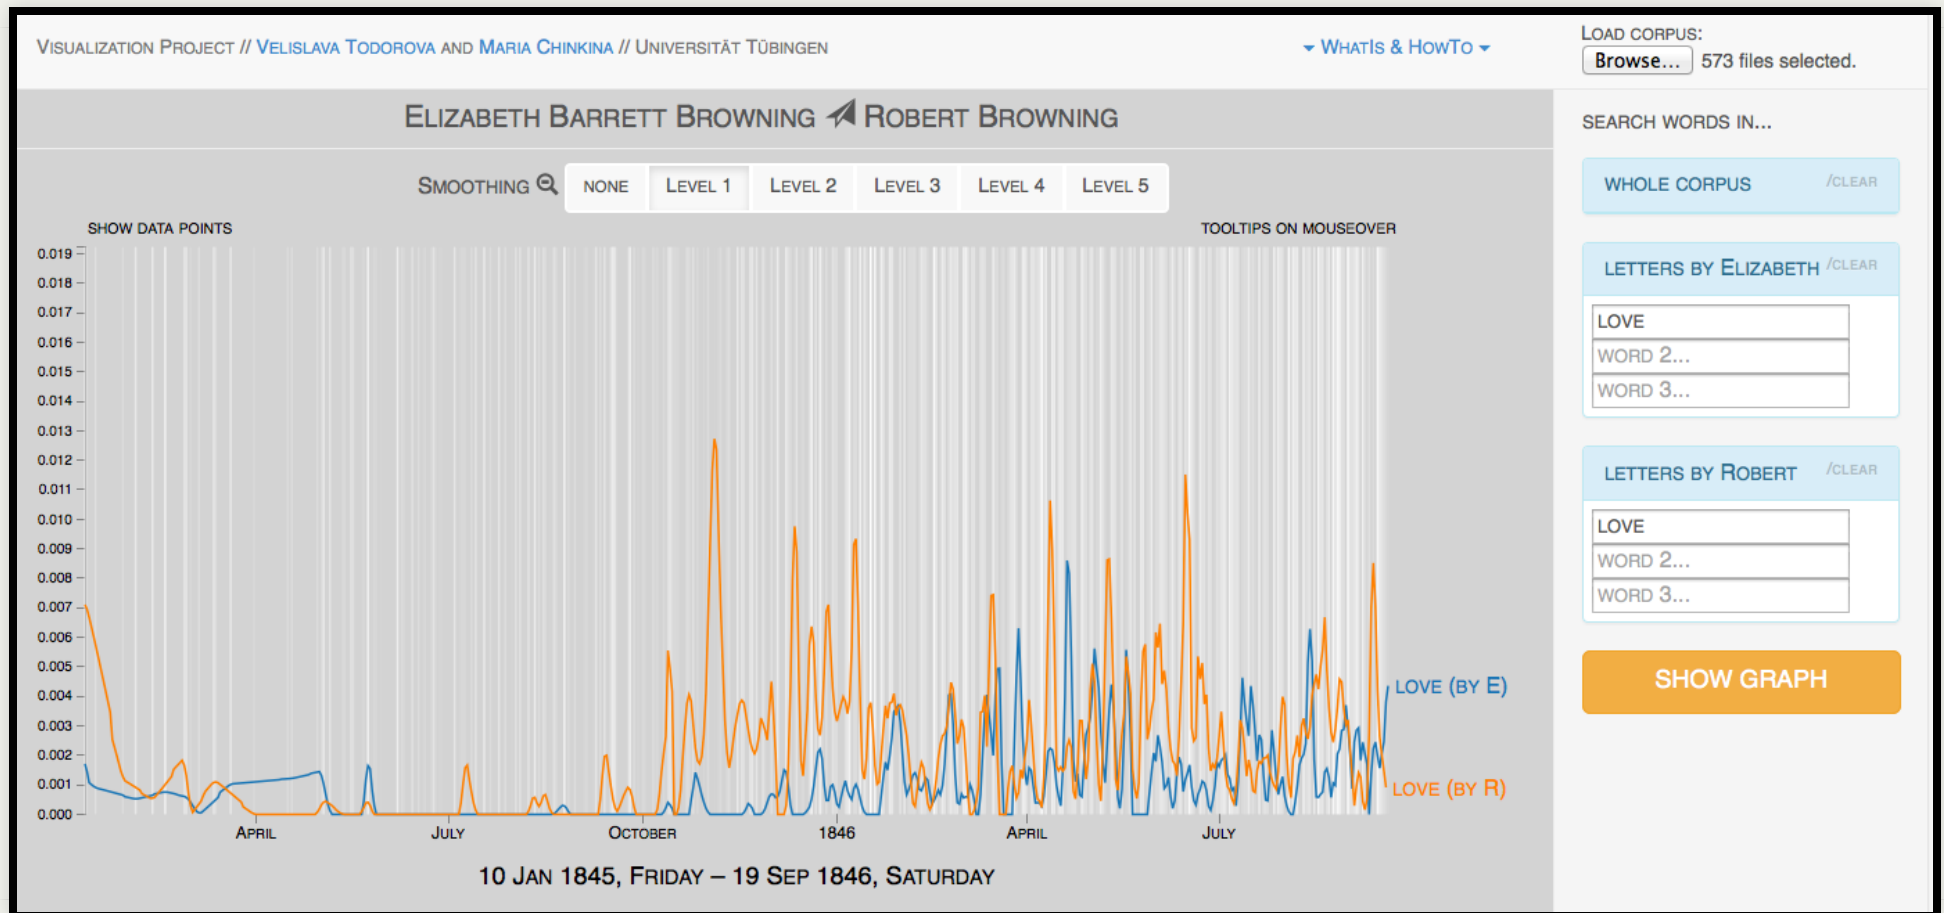 VISUALIZATION PROJECT // VELISLAVA TODOROVA AND MARIA CHINKINA // UNIVERSITÄT TÜBINGEN
WHATIS & HOWTO
LOAD CORPUS:
Browse... 573 files selected.
ELIZABETH BARRETT BROWNING ROBERT BROWNING
SMOOTHING NONE LEVEL 1 LEVEL 2 LEVEL 3 LEVEL 4 LEVEL 5
SHOW DATA POINTS
TOOLTIPS ON MOUSEOVER
0.019
0.018
0.017
0.016
0.015
0.014
0.013
0.012
0.011
0.010
0.009
0.008
0.007
0.006
0.005
0.004
0.003
0.002
0.001
0.000
APRIL JULY OCTOBER 1846 APRIL JULY
LOVE (BY E)
LOVE (BY R)
10 JAN 1845, FRIDAY – 19 SEP 1846, SATURDAY
SEARCH WORDS IN...
WHOLE CORPUS /CLEAR
LETTERS BY ELIZABETH /CLEAR
LOVE
WORD 2...
WORD 3...
LETTERS BY ROBERT /CLEAR
LOVE
WORD 2...
WORD 3...
SHOW GRAPH